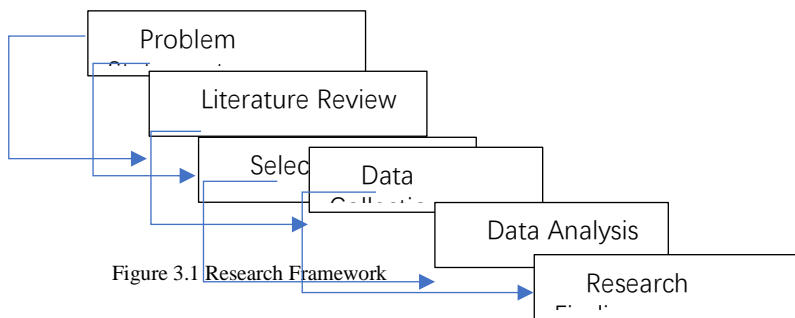 Problem
Literature Review
Selec
Data
Data Analysis
Research
Figure 3.1 Research Framework